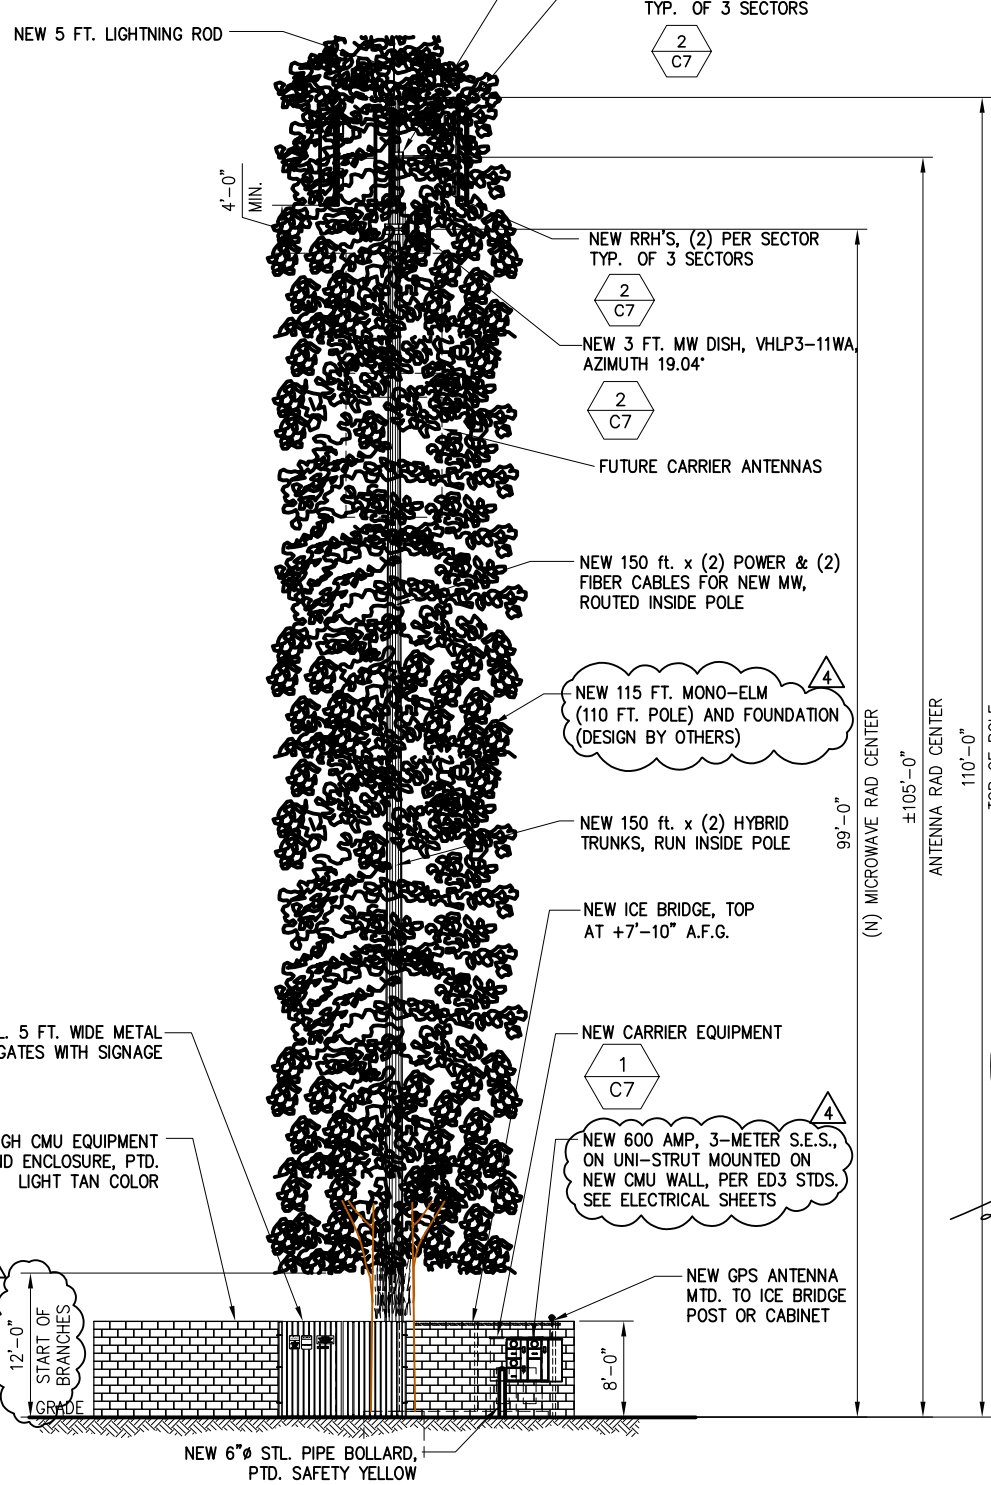 TYP. OF 3 SECTORS
2
C7
NEW 5 FT. LIGHTNING ROD
4'-0"
MIN.
NEW RRH'S, (2) PER SECTOR
TYP. OF 3 SECTORS
2
C7
NEW 3 FT. MW DISH, VHLP3-11WA,
AZIMUTH 19.04°
2
C7
FUTURE CARRIER ANTENNAS
NEW 150 ft. x (2) POWER & (2)
FIBER CABLES FOR NEW MW,
ROUTED INSIDE POLE
4
NEW 115 FT. MONO-ELM
(110 FT. POLE) AND FOUNDATION
(DESIGN BY OTHERS)
99'-0"
(N) MICROWAVE RAD CENTER
±105'-0"
ANTENNA RAD CENTER
110'-0"
TOP OF POLE
NEW 150 ft. x (2) HYBRID
TRUNKS, RUN INSIDE POLE
NEW ICE BRIDGE, TOP
AT +7'-10" A.F.G.
L. 5 FT. WIDE METAL
GATES WITH SIGNAGE
NEW CARRIER EQUIPMENT
1
C7
GH CMU EQUIPMENT
ENCLOSURE, PTD.
LIGHT TAN COLOR
4
NEW 600 AMP, 3-METER S.E.S.,
ON UNI-STRUT MOUNTED ON
NEW CMU WALL, PER ED3 STDS.
SEE ELECTRICAL SHEETS
NEW GPS ANTENNA
MTD. TO ICE BRIDGE
POST OR CABINET
12'-0"
START OF
BRANCHES
8'-0"
GRADE
NEW 6"ø STL. PIPE BOLLARD,
PTD. SAFETY YELLOW